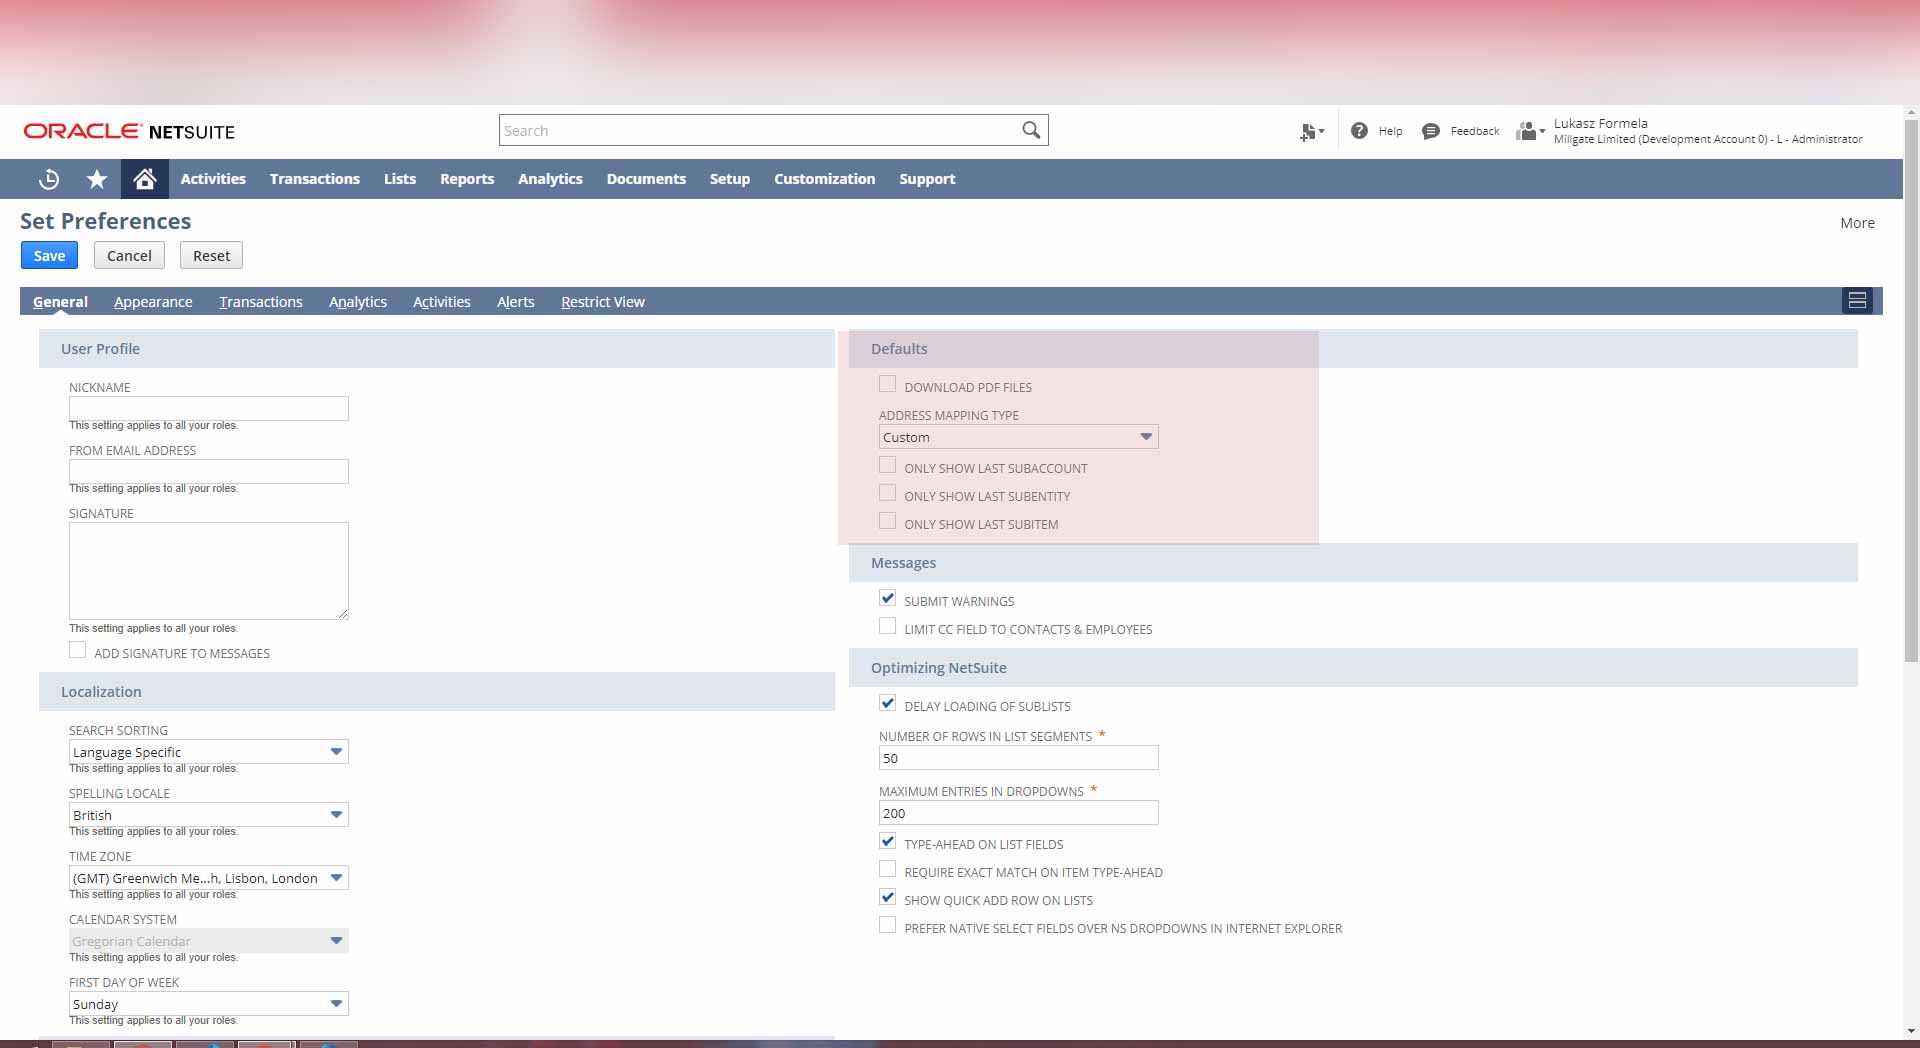 ORACLE NETSUITE
Search
Help
Feedback
Lukasz Formela
Millgate Limited (Development Account 0) - L - Administrator
Activities Transactions Lists Reports Analytics Documents Setup Customization Support
Set Preferences
More
Save Cancel Reset
General Appearance Transactions Analytics Activities Alerts Restrict View
User Profile
NICKNAME
This setting applies to all your roles.
FROM EMAIL ADDRESS
This setting applies to all your roles.
SIGNATURE
This setting applies to all your roles.
ADD SIGNATURE TO MESSAGES
Localization
SEARCH SORTING
Language Specific
This setting applies to all your roles.
SPELLING LOCALE
British
This setting applies to all your roles.
TIME ZONE
(GMT) Greenwich Me...h, Lisbon, London
This setting applies to all your roles.
CALENDAR SYSTEM
Gregorian Calendar
This setting applies to all your roles.
FIRST DAY OF WEEK
Sunday
This setting applies to all your roles.
Defaults
DOWNLOAD PDF FILES
ADDRESS MAPPING TYPE
Custom
ONLY SHOW LAST SUBACCOUNT
ONLY SHOW LAST SUBENTITY
ONLY SHOW LAST SUBITEM
Messages
SUBMIT WARNINGS
LIMIT CC FIELD TO CONTACTS & EMPLOYEES
Optimizing NetSuite
DELAY LOADING OF SUBLISTS
NUMBER OF ROWS IN LIST SEGMENTS *
50
MAXIMUM ENTRIES IN DROPDOWNS *
200
TYPE-AHEAD ON LIST FIELDS
REQUIRE EXACT MATCH ON ITEM TYPE-AHEAD
SHOW QUICK ADD ROW ON LISTS
PREFER NATIVE SELECT FIELDS OVER NS DROPDOWNS IN INTERNET EXPLORER